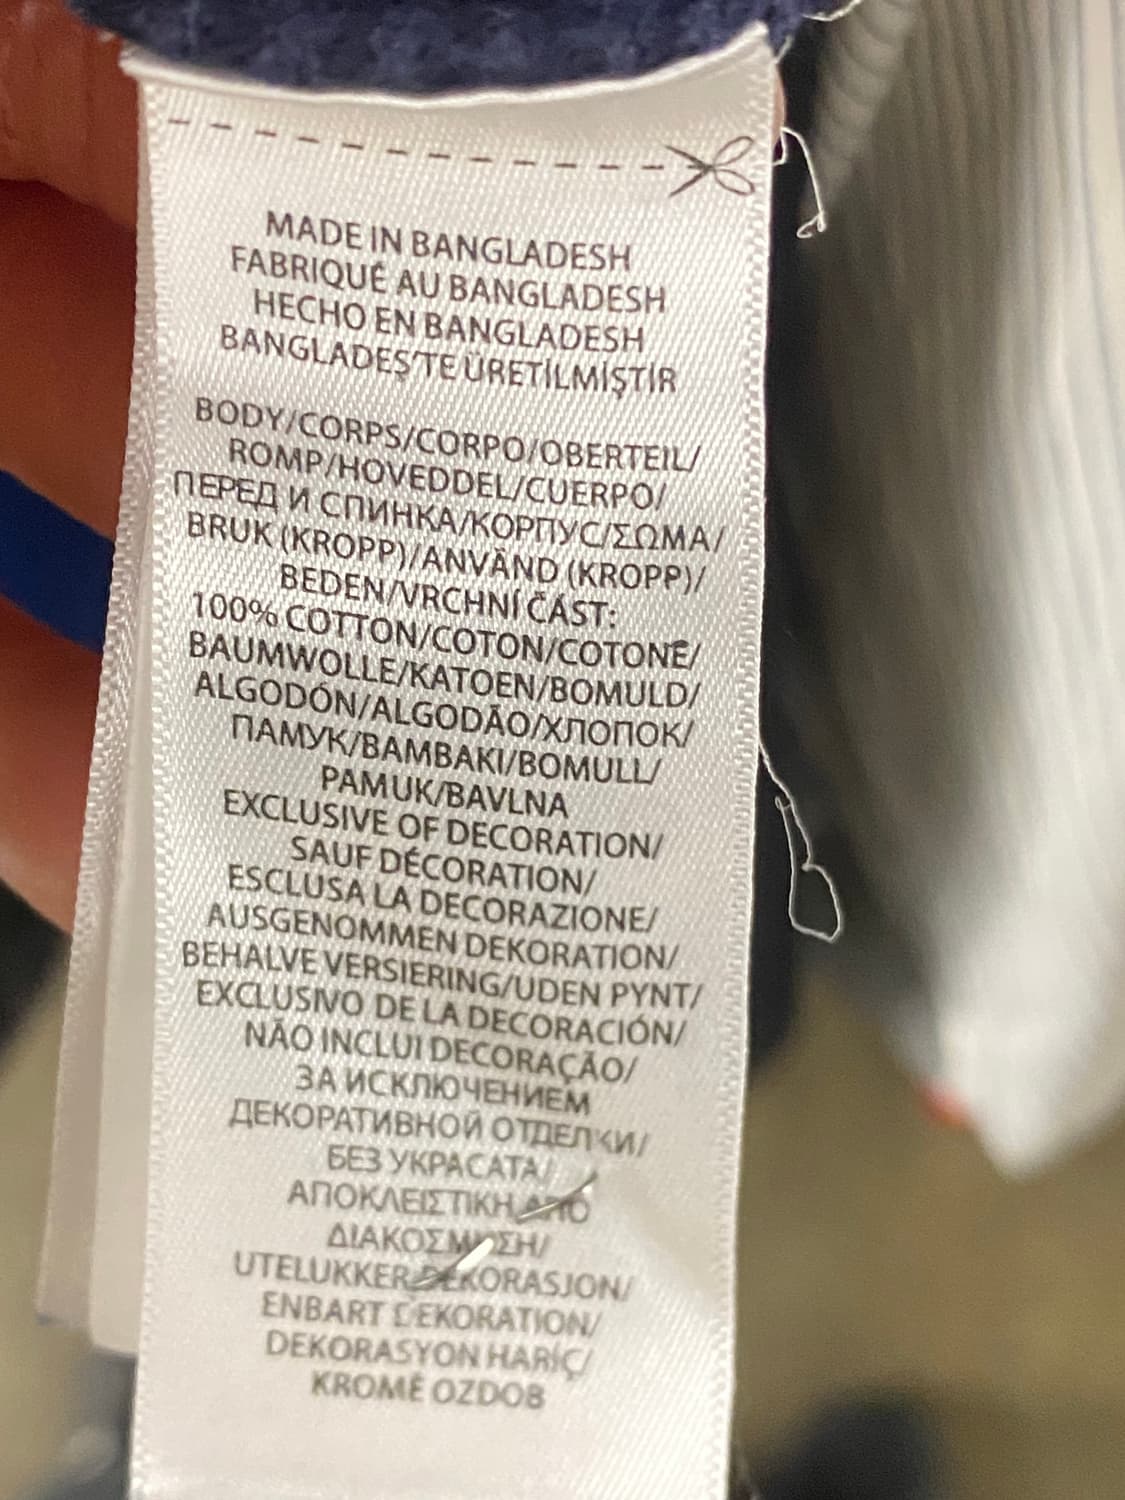 MADE IN BANGLADESH
FABRIQUÉ AU BANGLADESH
HECHO EN BANGLADESH
BANGLADEŞ'TE ÜRETİLMİŞTİR
BODY/CORPS/CORPO/OBERTEIL/
ROMP/HOVEDDEL/CUERPO/
ПЕРЕД И СПИНКА/КОРПУС/ΣΩΜΑ/
BRUK (KROPP)/ANVÄND (KROPP)/
BEDEN/VRCHNÍ ČÁST:
100% COTTON/COTON/COTONE/
BAUMWOLLE/KATOEN/BOMULD/
ALGODÓN/ALGODÃO/ХЛОПОК/
ПАМУК/BAMBAKI/BOMULL/
PAMUK/BAVLNA
EXCLUSIVE OF DECORATION/
SAUF DÉCORATION/
ESCLUSA LA DECORAZIONE/
AUSGENOMMEN DEKORATION/
BEHALVE VERSIERING/UDEN PYNT/
EXCLUSIVO DE LA DECORACIÓN/
NÃO INCLUI DECORAÇÃO/
ЗА ИСКЛЮЧЕНИЕМ
ДЕКОРАТИВНОЙ ОТДЕЛКИ/
БЕЗ УКРАСАТА/
ΑΠΟΚΛΕΙΣΤΙΚΗ ΑΠΟ
ΔΙΑΚΟΣΜΗΣΗ/
UTELUKKER DEKORASJON/
ENBART DEKORATION/
DEKORASYON HARİÇ/
KROMĚ OZDOB